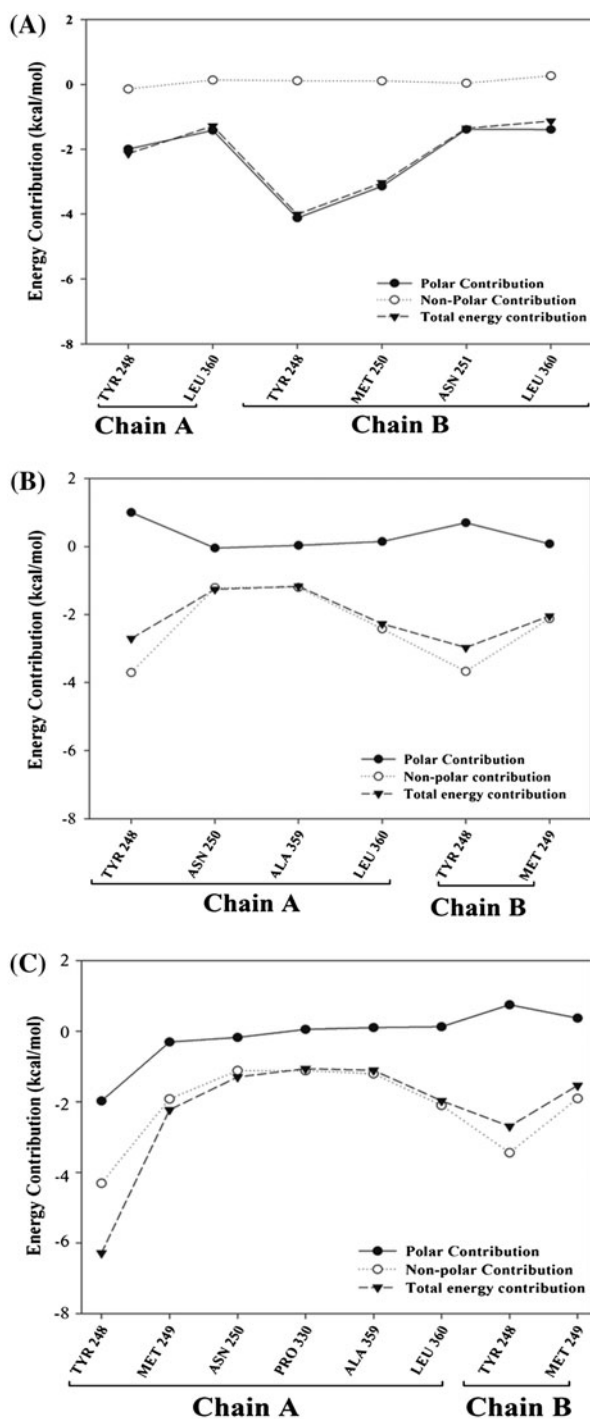 (A)
2
0
-2
-4
-6
-8
Energy Contribution (kcal/mol)
Polar Contribution
Non-Polar Contribution
Total energy contribution
TYR 248
LEU 360
TYR 248
MET 250
ASN 251
LEU 360
Chain A
Chain B
(B)
2
0
-2
-4
-6
-8
Energy Contribution (kcal/mol)
Polar Contribution
Non-polar contribution
Total energy contribution
TYR 248
ASN 250
ALA 359
LEU 360
TYR 248
MET 249
Chain A
Chain B
(C)
2
0
-2
-4
-6
-8
Energy Contribution (kcal/mol)
Polar Contribution
Non-polar Contribution
Total energy contribution
TYR 248
MET 249
ASN 250
PRO 330
ALA 359
LEU 360
TYR 248
MET 249
Chain A
Chain B